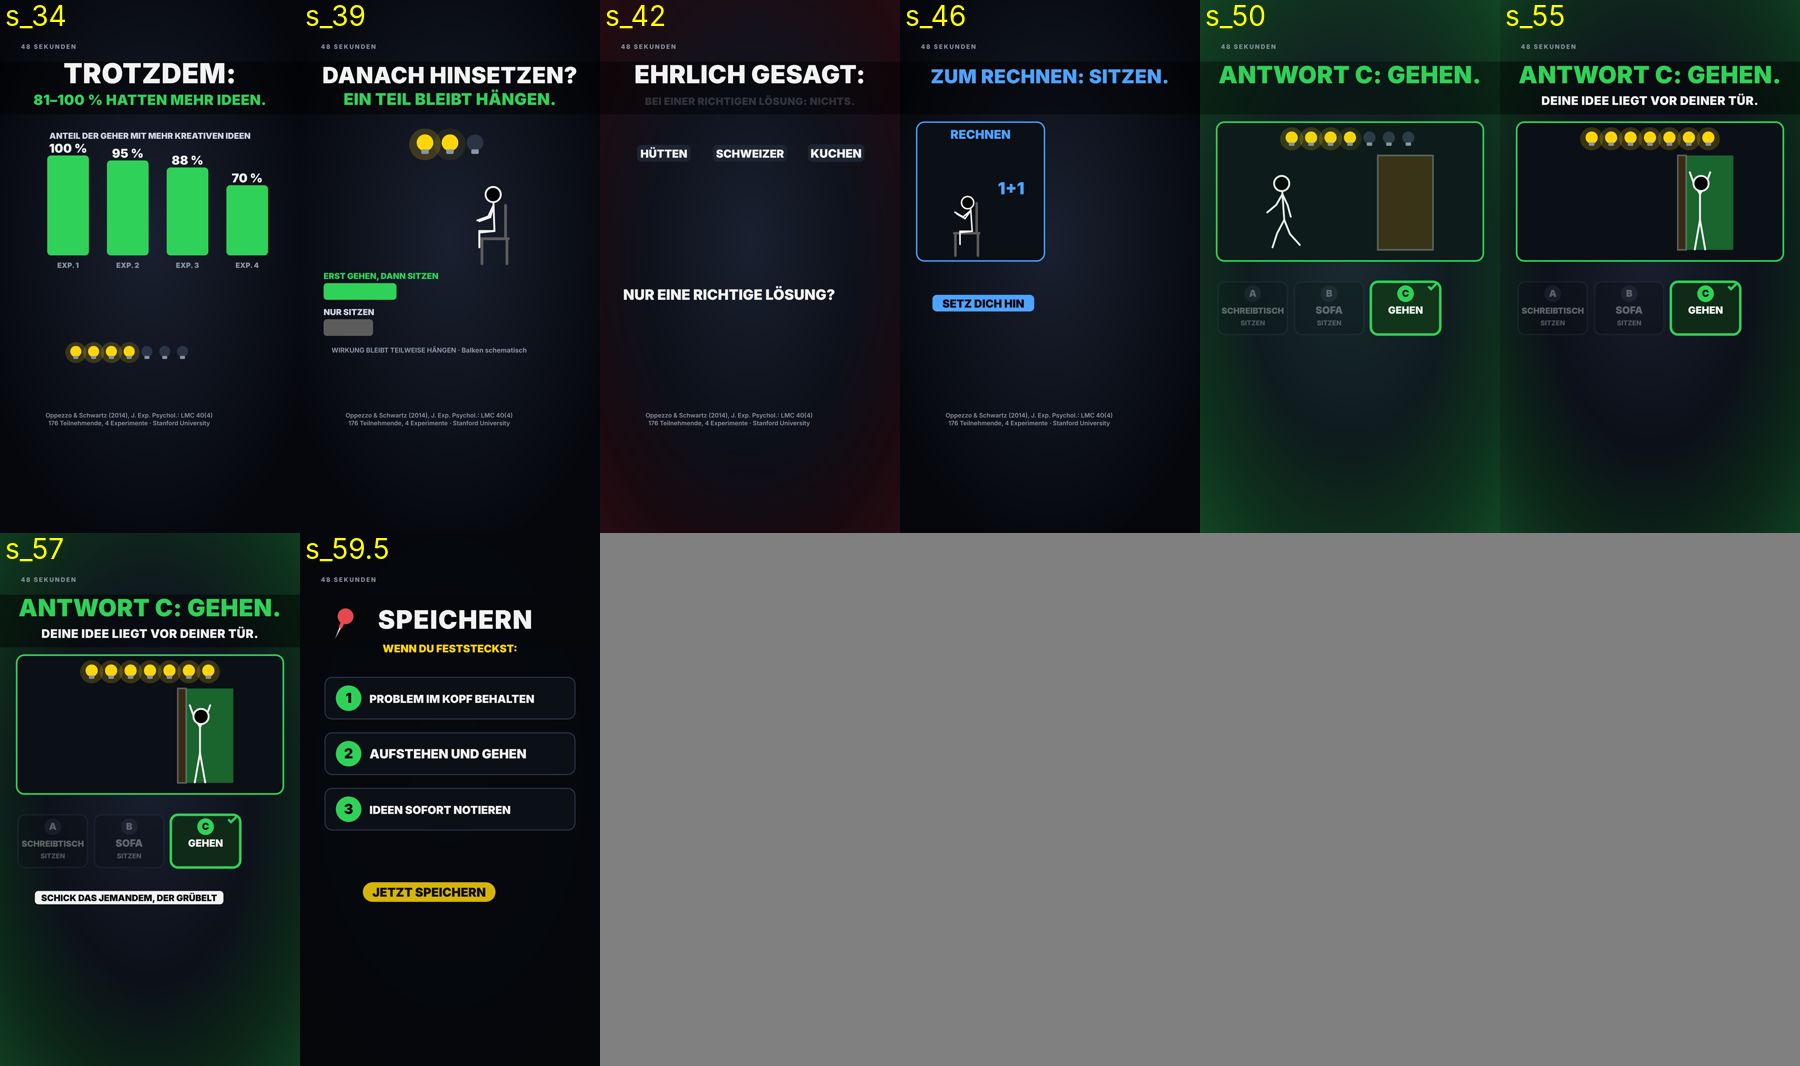 s_34
48 SEKUNDEN
TROTZDEM:
81–100 % HATTEN MEHR IDEEN.
ANTEIL DER GEHER MIT MEHR KREATIVEN IDEEN
100 %
95 %
88 %
70 %
EXP. 1
EXP. 2
EXP. 3
EXP. 4
Oppezzo & Schwartz (2014), J. Exp. Psychol.: LMC 40(4)
176 Teilnehmende, 4 Experimente · Stanford University
s_39
48 SEKUNDEN
DANACH HINSETZEN?
EIN TEIL BLEIBT HÄNGEN.
ERST GEHEN, DANN SITZEN
NUR SITZEN
WIRKUNG BLEIBT TEILWEISE HÄNGEN · Balken schematisch
Oppezzo & Schwartz (2014), J. Exp. Psychol.: LMC 40(4)
176 Teilnehmende, 4 Experimente · Stanford University
s_42
48 SEKUNDEN
EHRLICH GESAGT:
BEI EINER RICHTIGEN LÖSUNG: NICHTS.
HÜTTEN
SCHWEIZER
KUCHEN
NUR EINE RICHTIGE LÖSUNG?
Oppezzo & Schwartz (2014), J. Exp. Psychol.: LMC 40(4)
176 Teilnehmende, 4 Experimente · Stanford University
s_46
48 SEKUNDEN
ZUM RECHNEN: SITZEN.
RECHNEN
1+1
SETZ DICH HIN
Oppezzo & Schwartz (2014), J. Exp. Psychol.: LMC 40(4)
176 Teilnehmende, 4 Experimente · Stanford University
s_50
48 SEKUNDEN
ANTWORT C: GEHEN.
A
SCHREIBTISCH
SITZEN
B
SOFA
SITZEN
C
GEHEN
s_55
48 SEKUNDEN
ANTWORT C: GEHEN.
DEINE IDEE LIEGT VOR DEINER TÜR.
A
SCHREIBTISCH
SITZEN
B
SOFA
SITZEN
C
GEHEN
s_57
48 SEKUNDEN
ANTWORT C: GEHEN.
DEINE IDEE LIEGT VOR DEINER TÜR.
A
SCHREIBTISCH
SITZEN
B
SOFA
SITZEN
C
GEHEN
SCHICK DAS JEMANDEM, DER GRÜBELT
s_59.5
48 SEKUNDEN
SPEICHERN
WENN DU FESTSTECKST:
1 PROBLEM IM KOPF BEHALTEN
2 AUFSTEHEN UND GEHEN
3 IDEEN SOFORT NOTIEREN
JETZT SPEICHERN